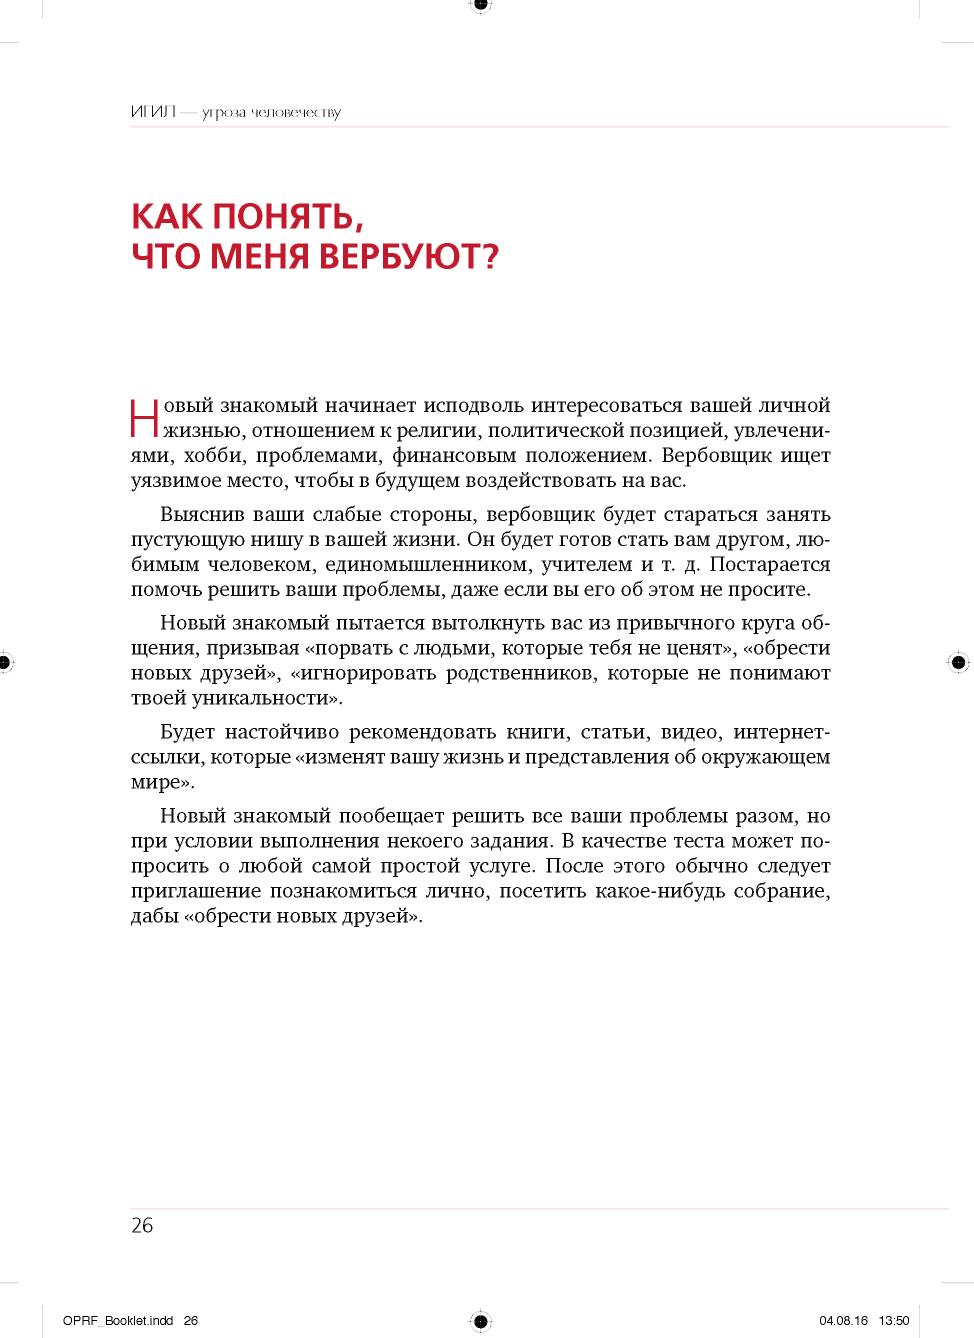 ИГИЛ — угроза человечеству
КАК ПОНЯТЬ,
ЧТО МЕНЯ ВЕРБУЮТ?
Новый знакомый начинает исподволь интересоваться вашей личной
жизнью, отношением к религии, политической позицией, увлечени-
ями, хобби, проблемами, финансовым положением. Вербовщик ищет
уязвимое место, чтобы в будущем воздействовать на вас.
Выяснив ваши слабые стороны, вербовщик будет стараться занять
пустующую нишу в вашей жизни. Он будет готов стать вам другом, лю-
бимым человеком, единомышленником, учителем и т. д. Постарается
помочь решить ваши проблемы, даже если вы его об этом не просите.
Новый знакомый пытается вытолкнуть вас из привычного круга об-
щения, призывая «порвать с людьми, которые тебя не ценят», «обрести
новых друзей», «игнорировать родственников, которые не понимают
твоей уникальности».
Будет настойчиво рекомендовать книги, статьи, видео, интернет-
ссылки, которые «изменят вашу жизнь и представления об окружающем
мире».
Новый знакомый пообещает решить все ваши проблемы разом, но
при условии выполнения некоего задания. В качестве теста может по-
просить о любой самой простой услуге. После этого обычно следует
приглашение познакомиться лично, посетить какое-нибудь собрание,
дабы «обрести новых друзей».
26
OPRF_Booklet.indd 26
04.08.16 13:50